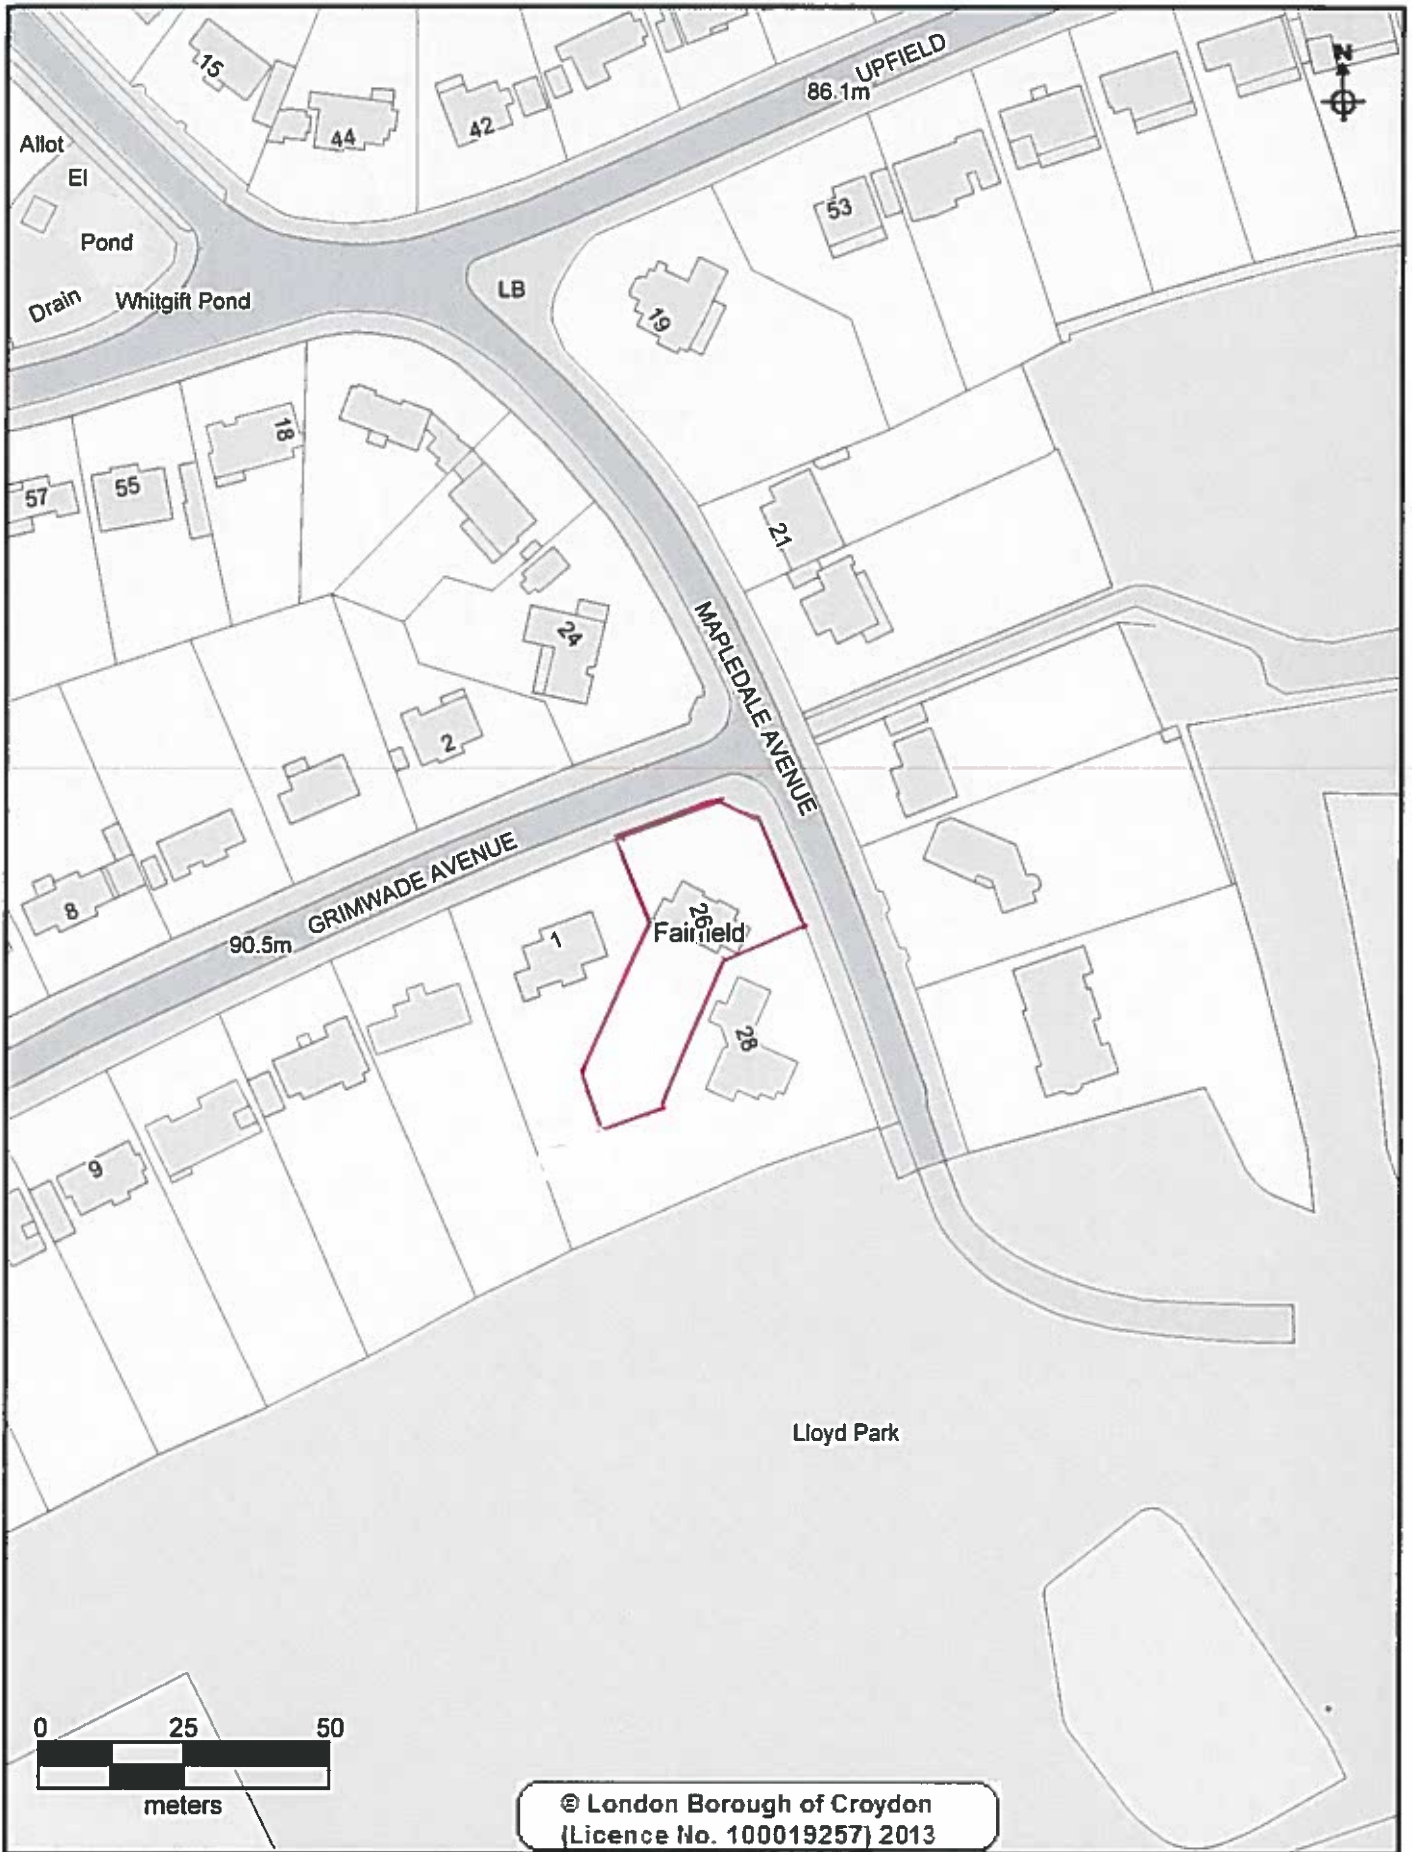 UPFIELD
86.1m
N
15
44
42
Allot
El
Pond
Drain
Whitgift Pond
LB
53
19
18
57
55
21
24
MAPLEDALE AVENUE
2
GRIMWADE AVENUE
8
90.5m
1
26
Fairfield
28
9
Lloyd Park
0 25 50
meters
© London Borough of Croydon
(Licence No. 100019257) 2013